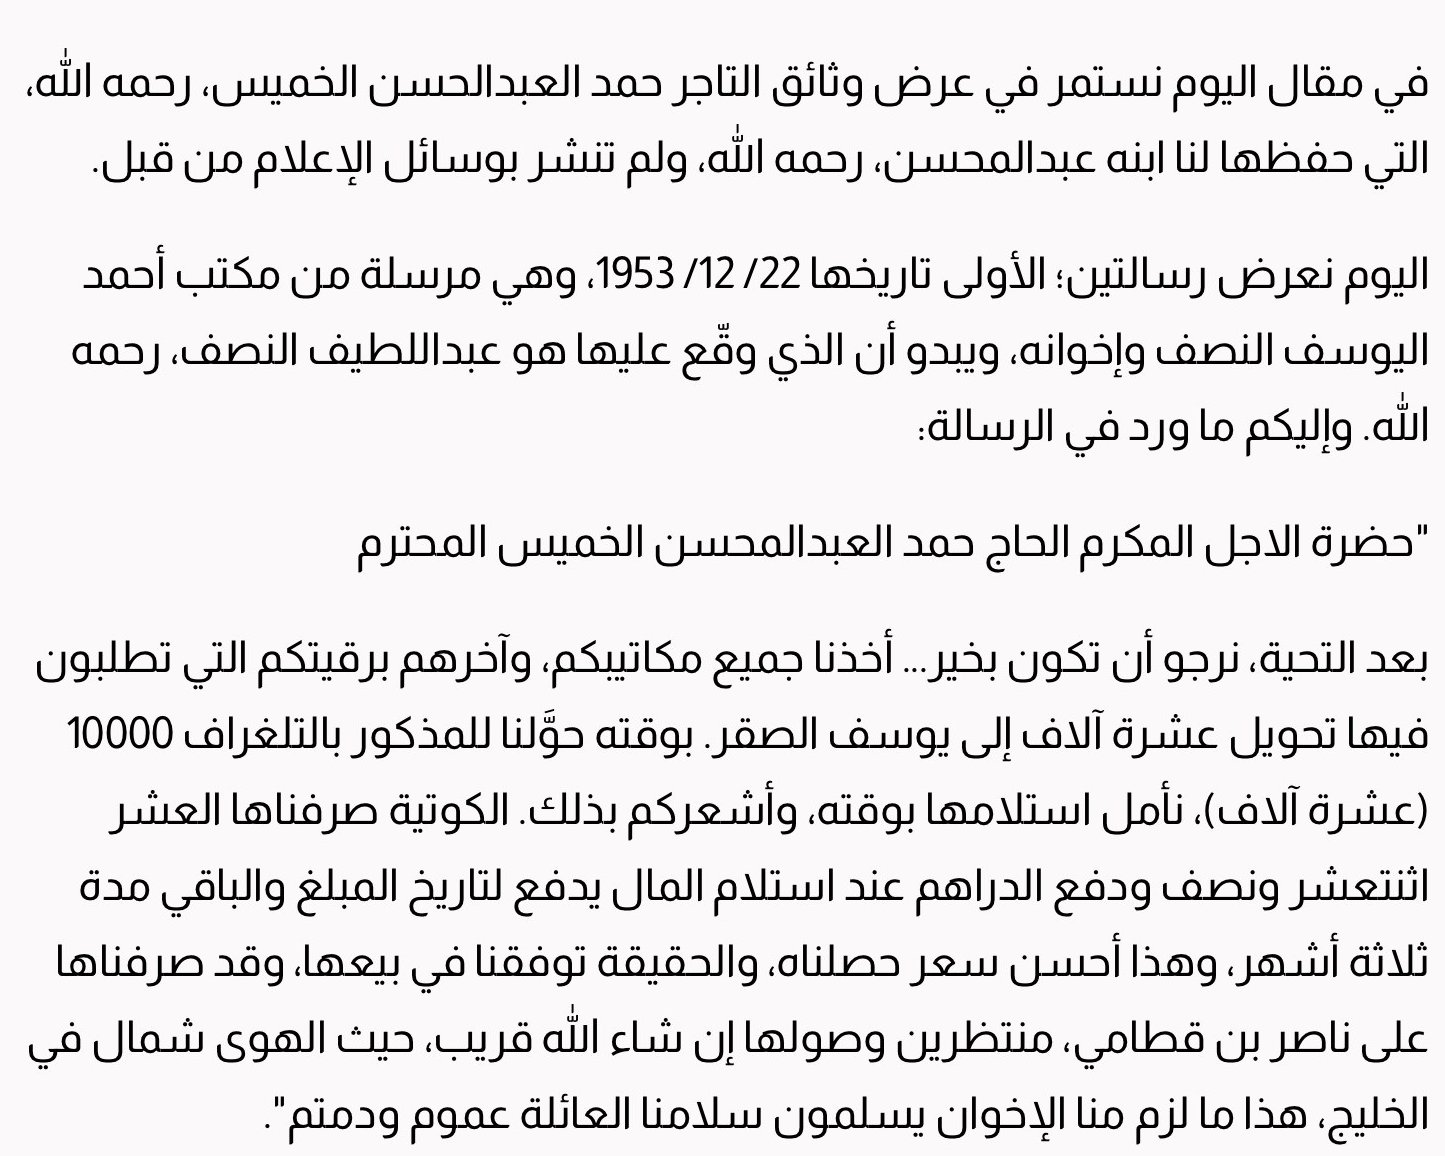 في مقال اليوم نستمر في عرض وثائق التاجر حمد العبدالحسن الخميس، رحمه الله،
التي حفظها لنا ابنه عبدالمحسن، رحمه الله، ولم تنشر بوسائل الإعلام من قبل.
اليوم نعرض رسالتين؛ الأولى تاريخها 22/ 12/ 1953، وهي مرسلة من مكتب أحمد
اليوسف النصف وإخوانه، ويبدو أن الذي وقّع عليها هو عبداللطيف النصف، رحمه
الله. وإليكم ما ورد في الرسالة:
"حضرة الاجل المكرم الحاج حمد العبدالمحسن الخميس المحترم
بعد التحية، نرجو أن تكون بخير... أخذنا جميع مكاتيبكم، وآخرهم برقيتكم التي تطلبون
فيها تحويل عشرة آلاف إلى يوسف الصقر. بوقته حوَّلنا للمذكور بالتلغراف 10000
(عشرة آلاف)، نأمل استلامها بوقته، وأشعركم بذلك. الكوتية صرفناها العشر
اثنتعشر ونصف ودفع الدراهم عند استلام المال يدفع لتاريخ المبلغ والباقي مدة
ثلاثة أشهر، وهذا أحسن سعر حصلناه، والحقيقة توفقنا في بيعها، وقد صرفناها
على ناصر بن قطامي، منتظرين وصولها إن شاء الله قريب، حيث الهوى شمال في
الخليج، هذا ما لزم منا الإخوان يسلمون سلامنا العائلة عموم ودمتم".